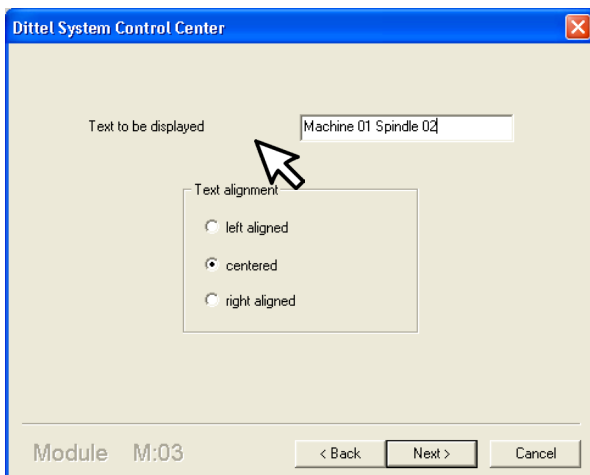 Dittel System Control Center
Text to be displayed Machine 01 Spindle 02
Text alignment
left aligned
centered
right aligned
Module M:03 < Back Next > Cancel